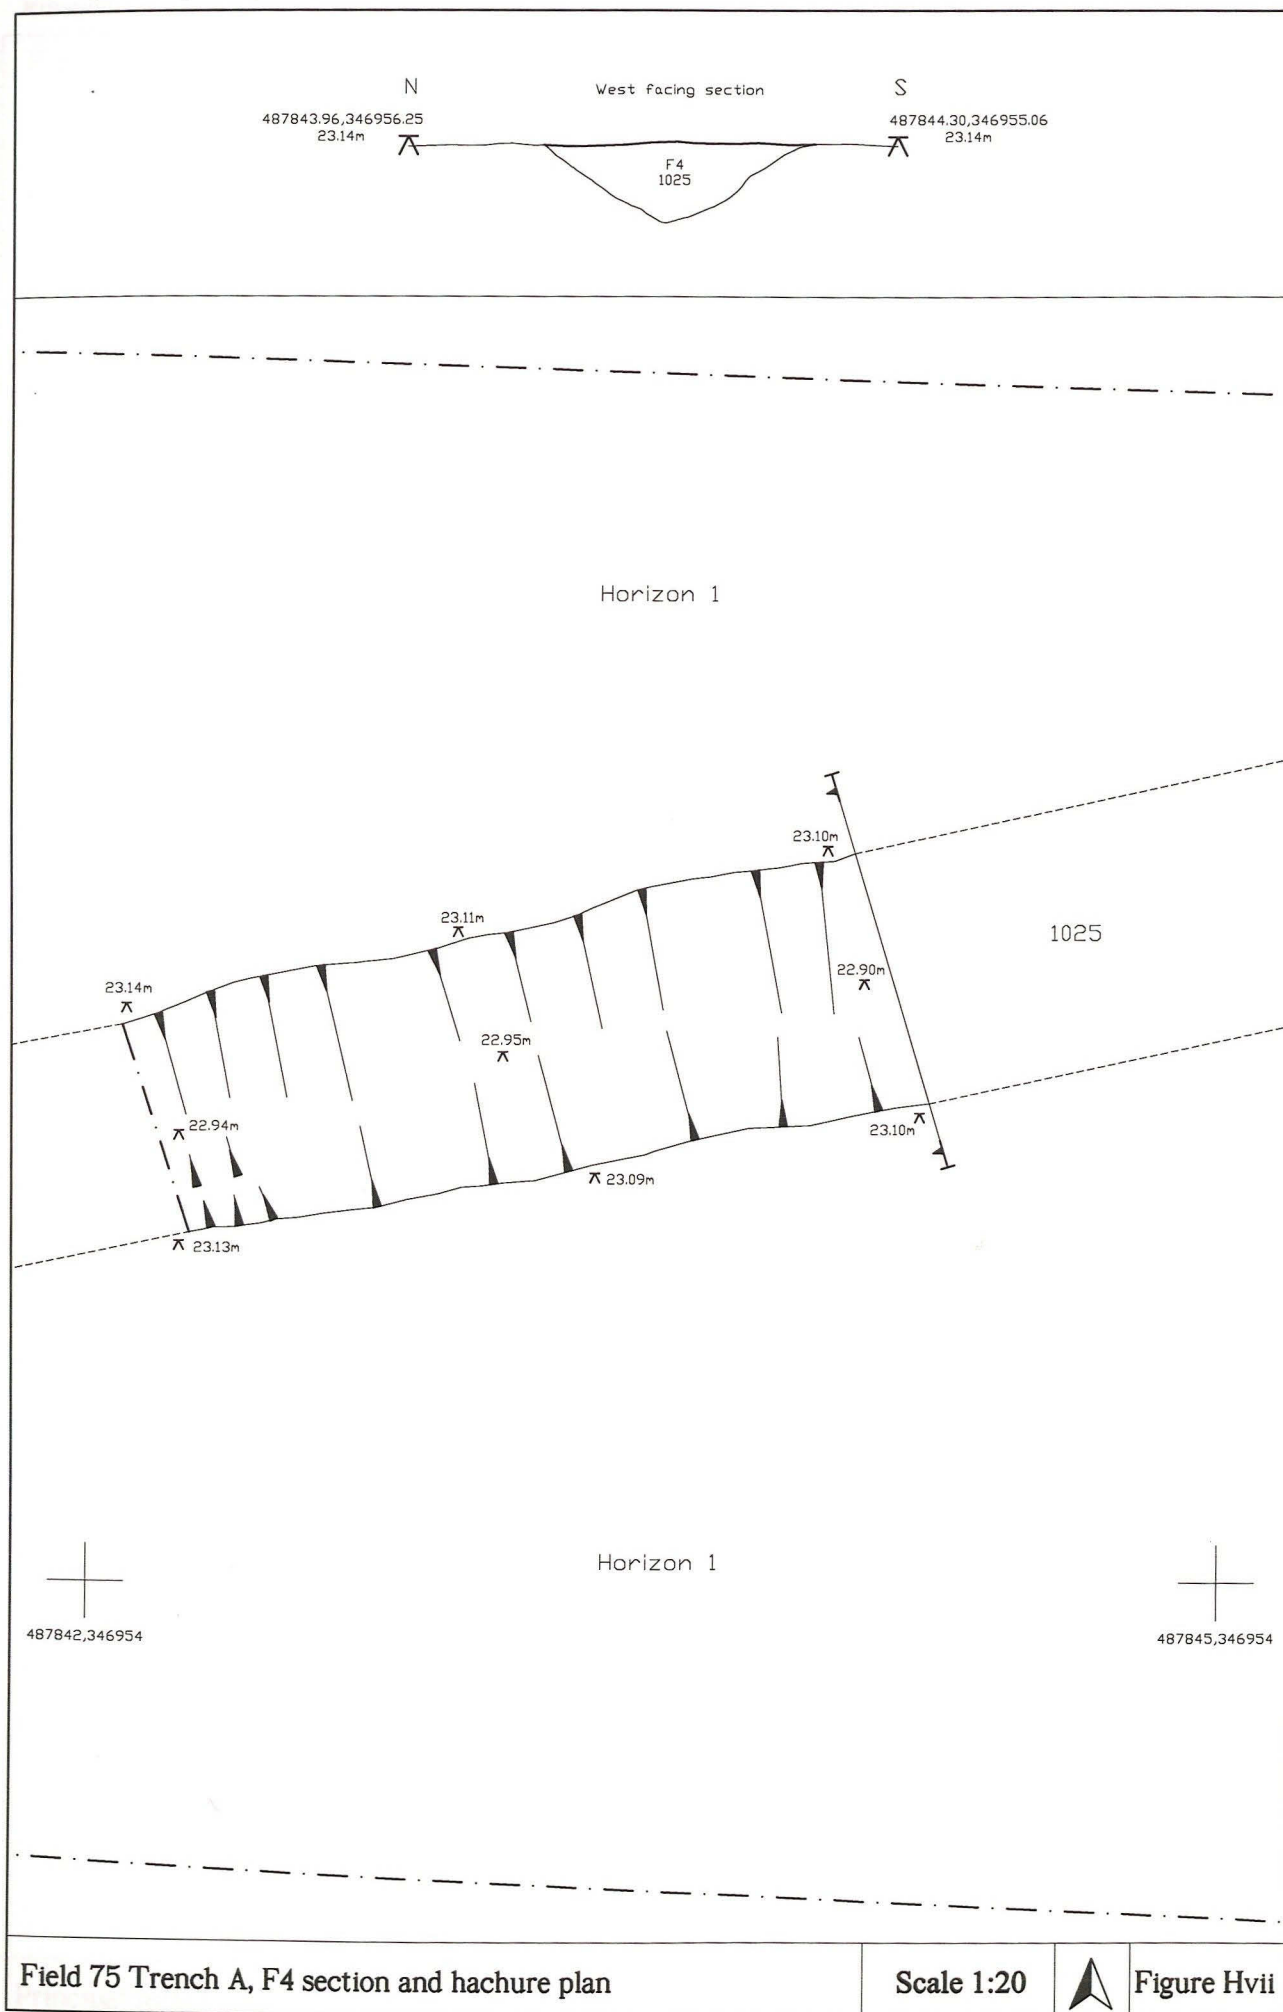 N
West facing section
S
487843.96,346956.25
23.14m
487844.30,346955.06
23.14m
F4
1025
Horizon 1
23.10m
23.11m
1025
22.90m
23.14m
22.95m
22.94m
23.10m
23.09m
23.13m
Horizon 1
487842,346954
487845,346954
Field 75 Trench A, F4 section and hachure plan
Scale 1:20
Figure Hvii